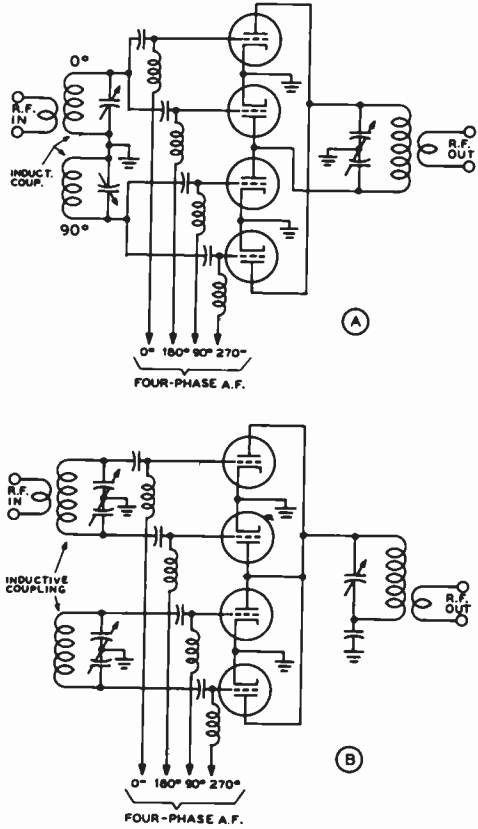 0°
R.F.
IN
INDUCT.
COUP.
90°
R.F.
OUT
A
0° 180° 90° 270°
FOUR-PHASE A.F.
R.F.
IN
INDUCTIVE
COUPLING
R.F.
OUT
B
0° 180° 90° 270°
FOUR-PHASE A.F.